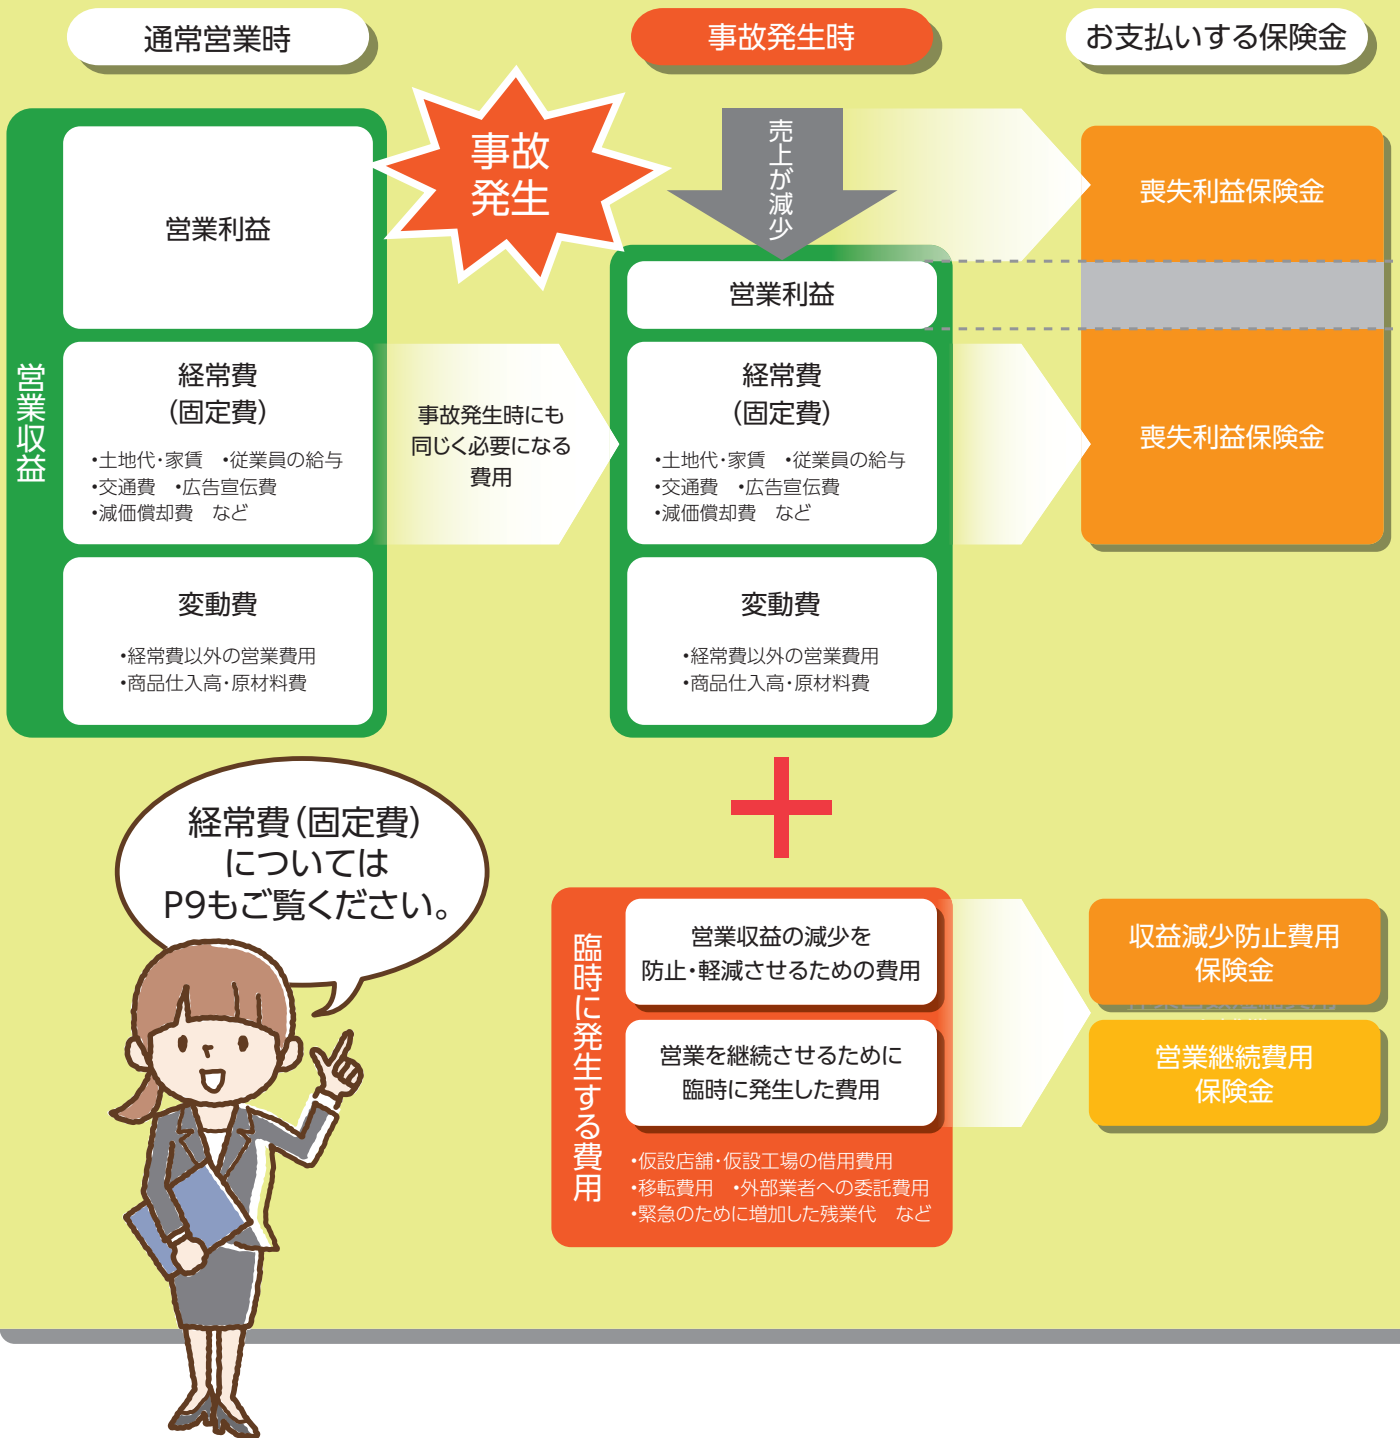 通常営業時
事故発生時
お支払いする保険金
営業収益
営業利益
経常費
（固定費）
•土地代・家賃　•従業員の給与
•交通費　•広告宣伝費
•減価償却費　など
変動費
•経常費以外の営業費用
•商品仕入高・原材料費
事故
発生
事故発生時にも
同じく必要になる
費用
売上が減少
営業利益
経常費
（固定費）
•土地代・家賃　•従業員の給与
•交通費　•広告宣伝費
•減価償却費　など
変動費
•経常費以外の営業費用
•商品仕入高・原材料費
喪失利益保険金
喪失利益保険金
経常費（固定費）
については
P9もご覧ください。
臨時に発生する費用
営業収益の減少を
防止・軽減させるための費用
営業を継続させるために
臨時に発生した費用
•仮設店舗・仮設工場の借用費用
•移転費用　•外部業者への委託費用
•緊急のために増加した残業代　など
収益減少防止費用
保険金
営業継続費用
保険金